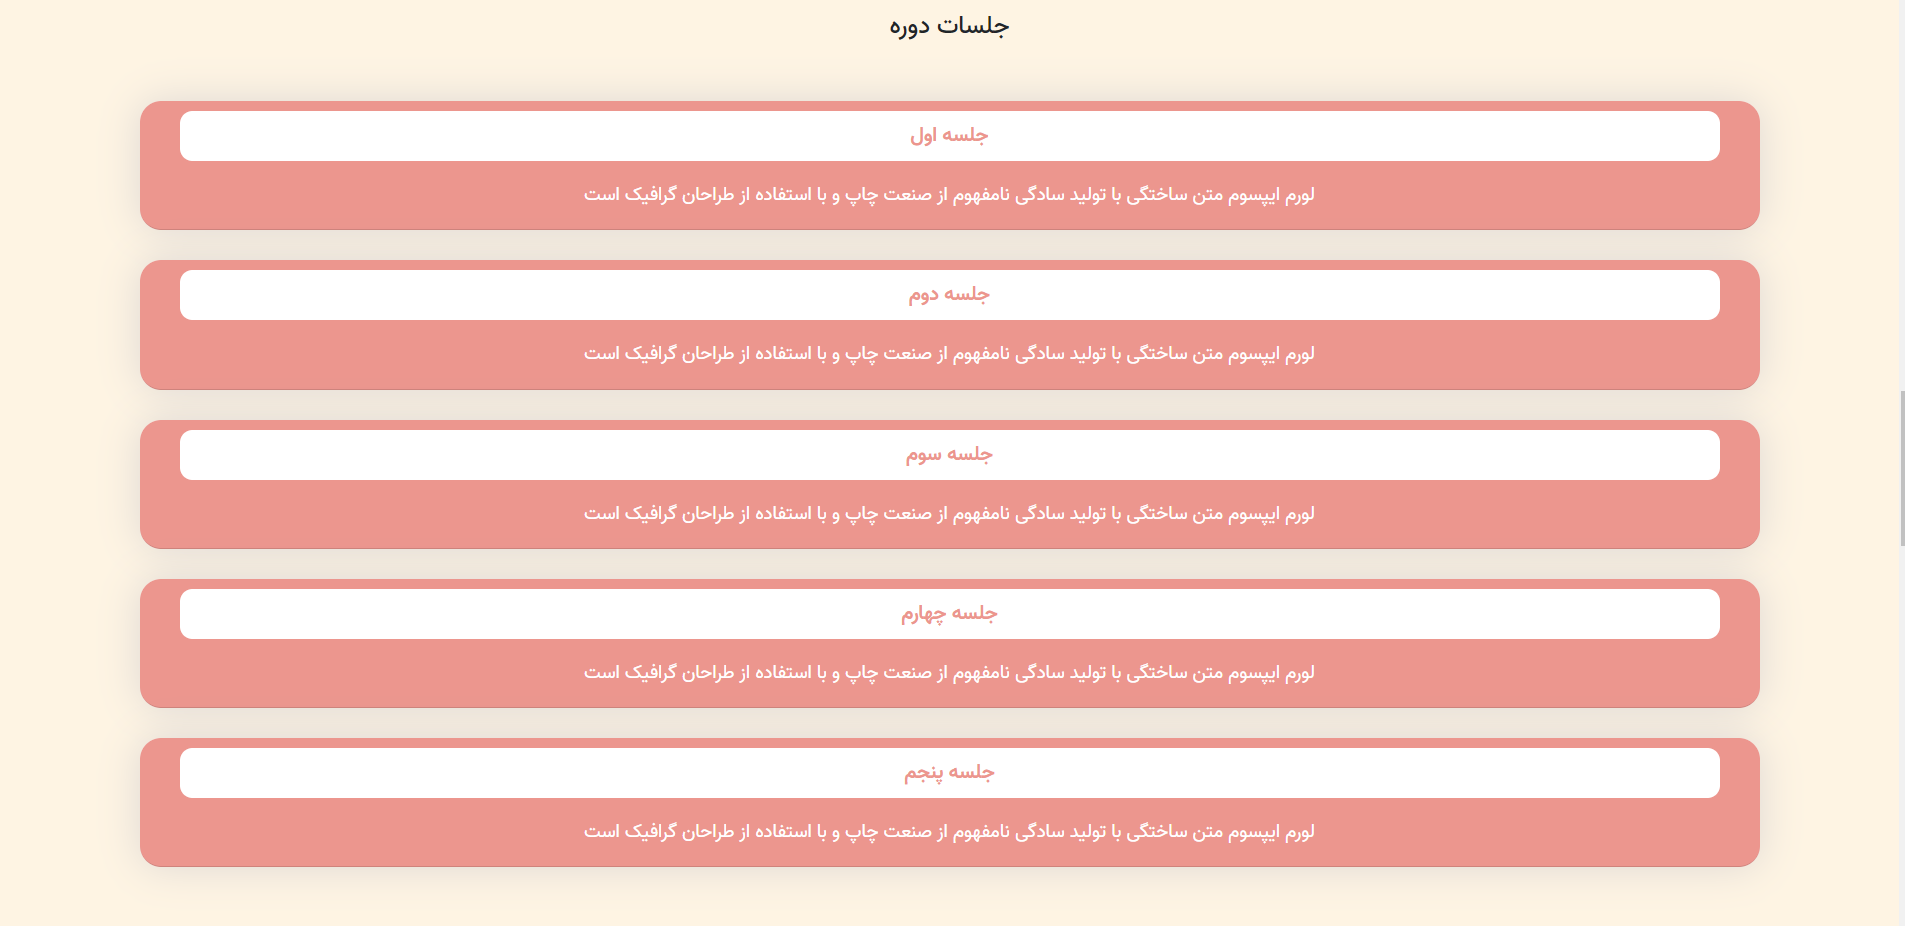 جلسات دوره
جلسه اول
لورم ایپسوم متن ساختگی با تولید سادگی نامفهوم از صنعت چاپ و با استفاده از طراحان گرافیک است
جلسه دوم
لورم ایپسوم متن ساختگی با تولید سادگی نامفهوم از صنعت چاپ و با استفاده از طراحان گرافیک است
جلسه سوم
لورم ایپسوم متن ساختگی با تولید سادگی نامفهوم از صنعت چاپ و با استفاده از طراحان گرافیک است
جلسه چهارم
لورم ایپسوم متن ساختگی با تولید سادگی نامفهوم از صنعت چاپ و با استفاده از طراحان گرافیک است
جلسه پنجم
لورم ایپسوم متن ساختگی با تولید سادگی نامفهوم از صنعت چاپ و با استفاده از طراحان گرافیک است